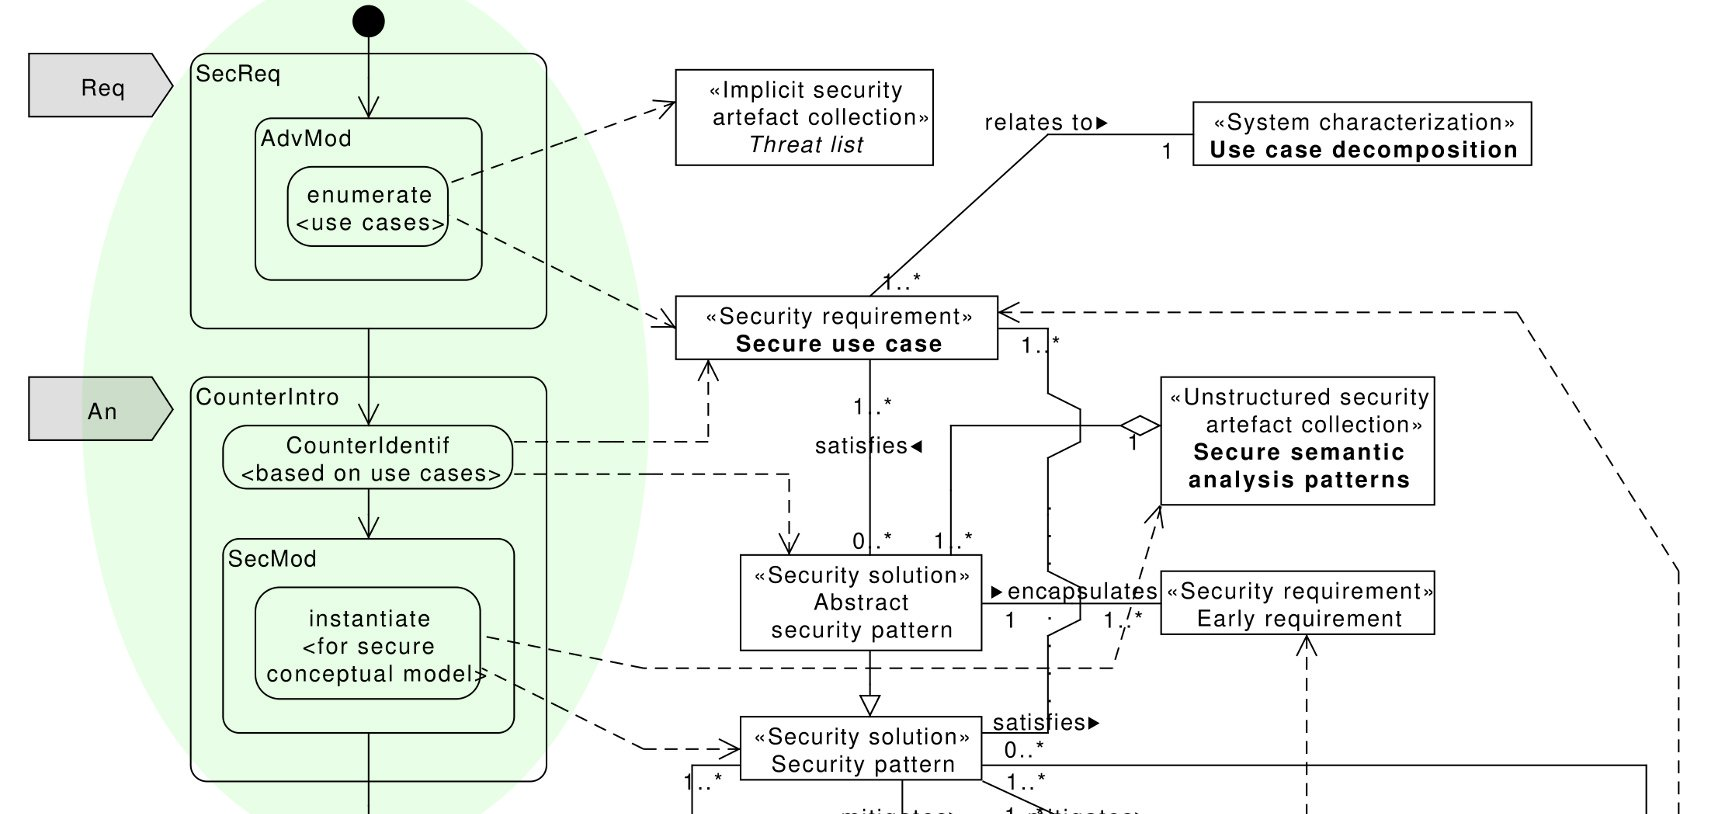 Req
SecReq
AdvMod
enumerate
<use cases>
«Implicit security
artefact collection»
Threat list
relates to▶
1
«System characterization»
Use case decomposition
1..*
«Security requirement»
Secure use case
1..*
An
CounterIntro
CounterIdentif
<based on use cases>
1..*
satisfies◀
0..*
1..*
1
«Unstructured security
artefact collection»
Secure semantic
analysis patterns
SecMod
instantiate
<for secure
conceptual model>
«Security solution»
Abstract
security pattern
▶encapsulates
1
1..*
«Security requirement»
Early requirement
satisfies▶
0..*
«Security solution»
Security pattern
1..*
1..*
mitigates
1
mitigates